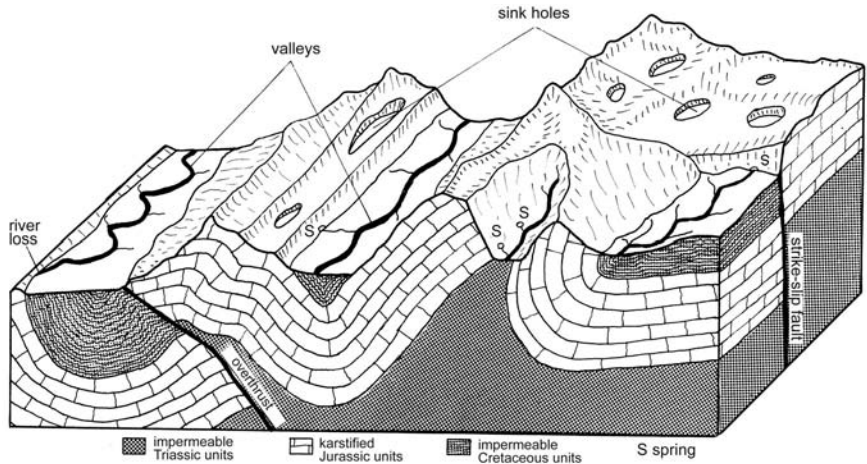 sink holes
valleys
S
river
loss
S
S
S
strike-slip fault
overthrust
impermeable
Triassic units
karstified
Jurassic units
impermeable
Cretaceous units
S spring